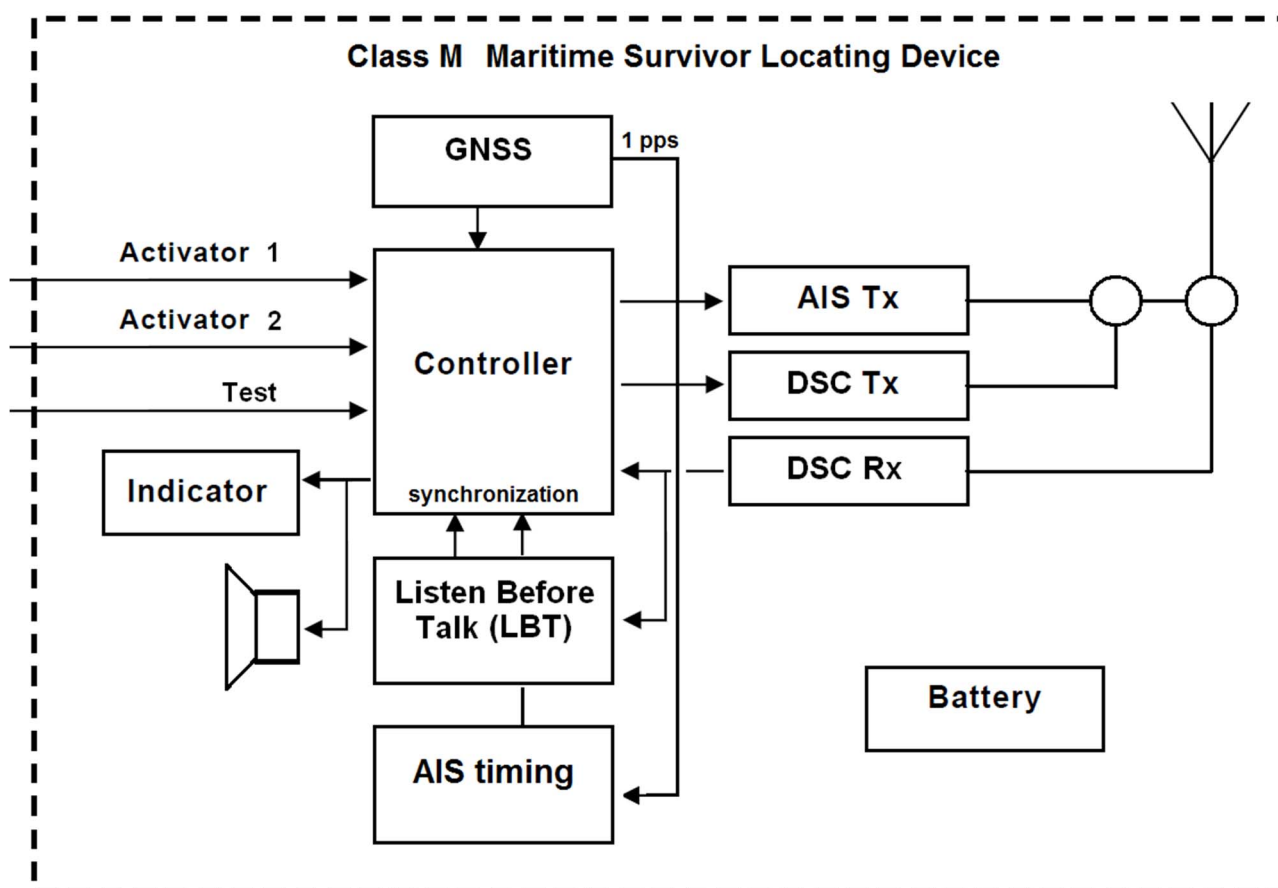 Class M Maritime Survivor Locating Device
GNSS
1 pps
Activator 1
Activator 2
Test
Controller
synchronization
AIS Tx
DSC Tx
DSC Rx
Indicator
Listen Before
Talk (LBT)
AIS timing
Battery